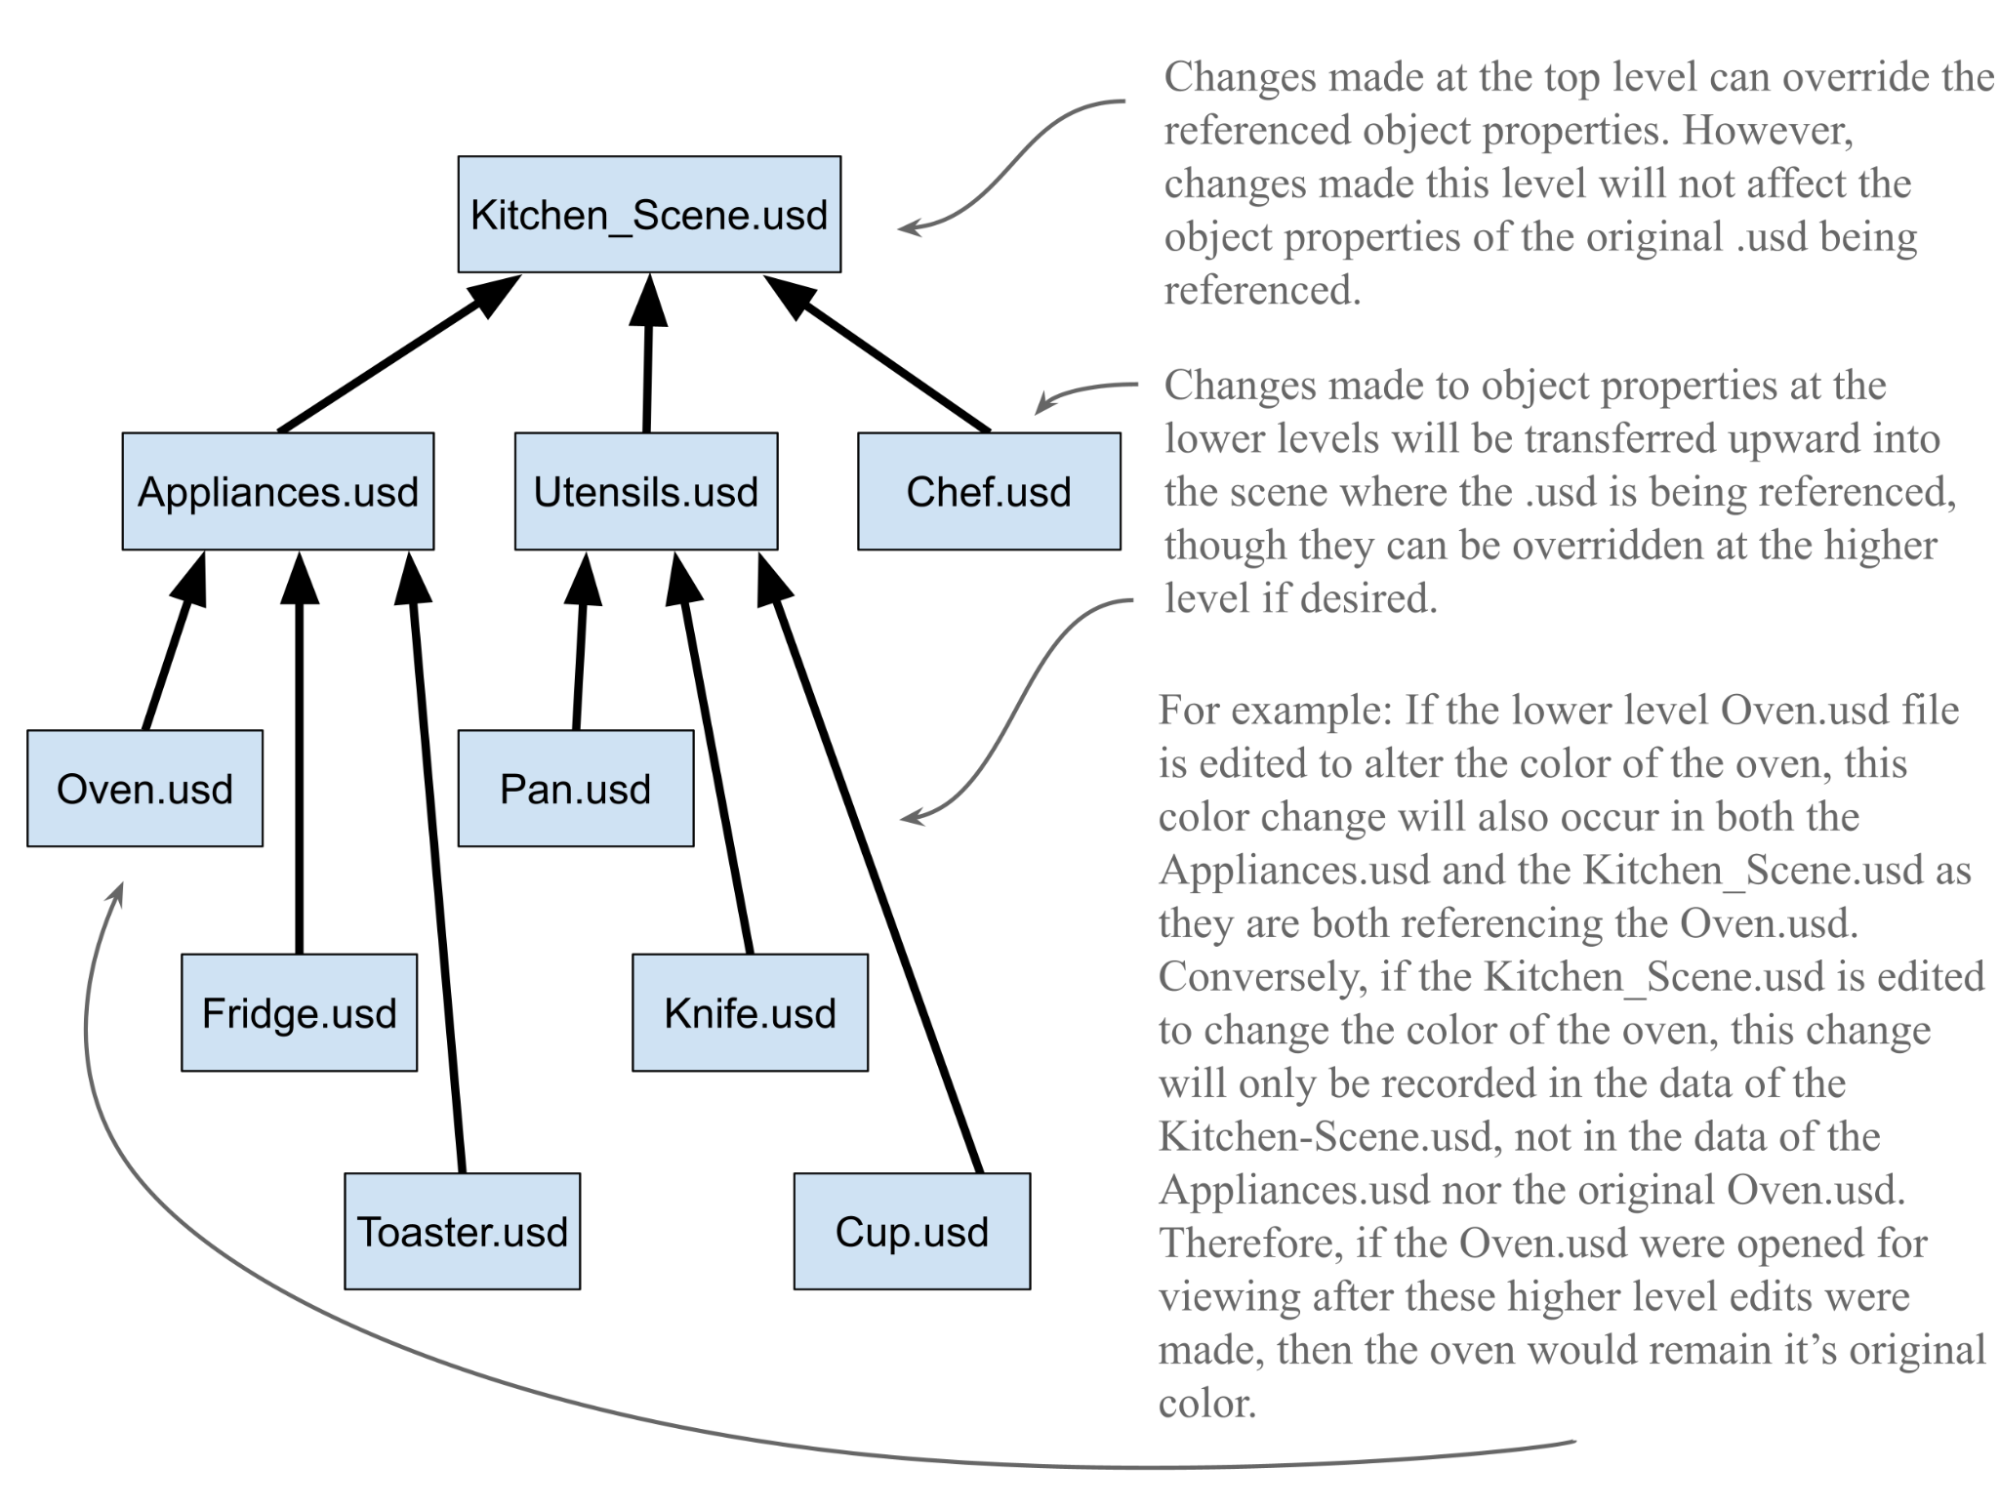 Changes made at the top level can override the
referenced object properties. However,
changes made this level will not affect the
object properties of the original .usd being
referenced.
Kitchen_Scene.usd
Changes made to object properties at the
lower levels will be transferred upward into
the scene where the .usd is being referenced,
though they can be overridden at the higher
level if desired.
Appliances.usd
Utensils.usd
Chef.usd
For example: If the lower level Oven.usd file
is edited to alter the color of the oven, this
color change will also occur in both the
Appliances.usd and the Kitchen_Scene.usd as
they are both referencing the Oven.usd.
Conversely, if the Kitchen_Scene.usd is edited
to change the color of the oven, this change
will only be recorded in the data of the
Kitchen-Scene.usd, not in the data of the
Appliances.usd nor the original Oven.usd.
Therefore, if the Oven.usd were opened for
viewing after these higher level edits were
made, then the oven would remain it’s original
color.
Oven.usd
Pan.usd
Fridge.usd
Knife.usd
Toaster.usd
Cup.usd